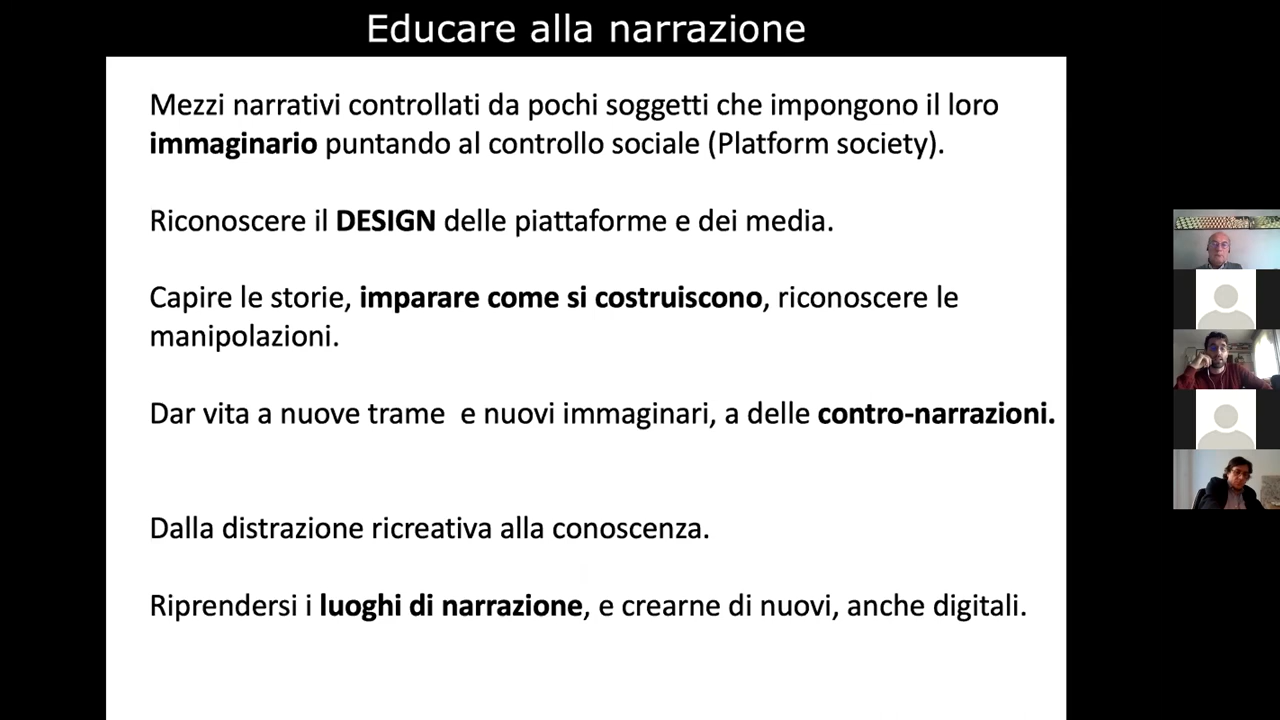 Educare alla narrazione
Mezzi narrativi controllati da pochi soggetti che impongono il loro
immaginario puntando al controllo sociale (Platform society).
Riconoscere il DESIGN delle piattaforme e dei media.
Capire le storie, imparare come si costruiscono, riconoscere le
manipolazioni.
Dar vita a nuove trame  e nuovi immaginari, a delle contro-narrazioni.
Dalla distrazione ricreativa alla conoscenza.
Riprendersi i luoghi di narrazione, e crearne di nuovi, anche digitali.